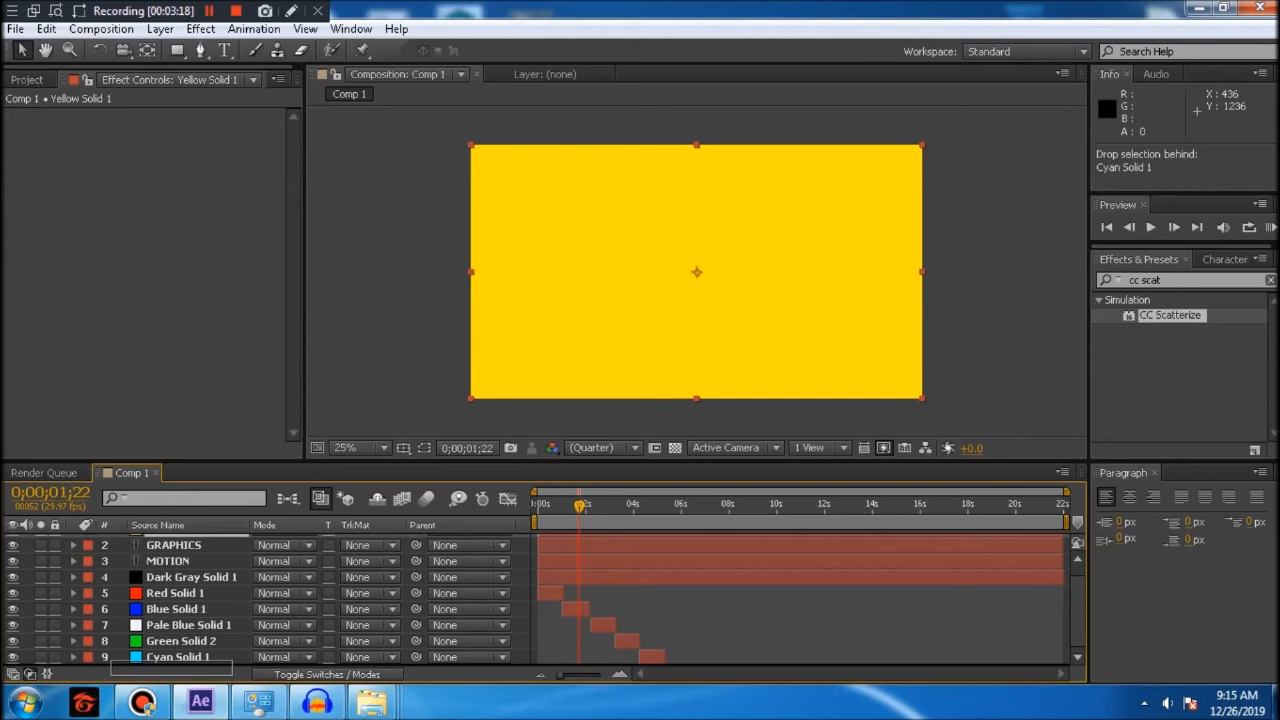 Recording [00:03:18]
File Edit Composition Layer Effect Animation View Window Help
Workspace: Standard
Search Help
Project
Effect Controls: Yellow Solid 1
Comp 1 • Yellow Solid 1
Composition: Comp 1
Layer: (none)
Comp 1
Info
Audio
R :
G :
B :
A : 0
X : 436
Y : 1236
Drop selection behind:
Cyan Solid 1
Preview
Effects & Presets
Character
cc scat
Simulation
CC Scatterize
25%
0;00;01;22
(Quarter)
Active Camera
1 View
+0.0
Render Queue
Comp 1
0;00;01;22
00052 (29.97 fps)
:00s 02s 04s 06s 08s 10s 12s 14s 16s 18s 20s 22s
# Source Name Mode T TrkMat Parent
2 GRAPHICS Normal None None
3 MOTION Normal None None
4 Dark Gray Solid 1 Normal None None
5 Red Solid 1 Normal None None
6 Blue Solid 1 Normal None None
7 Pale Blue Solid 1 Normal None None
8 Green Solid 2 Normal None None
9 Cyan Solid 1 Normal None None
Toggle Switches / Modes
Paragraph
0 px 0 px 0 px
0 px 0 px
Ae
9:15 AM
12/26/2019